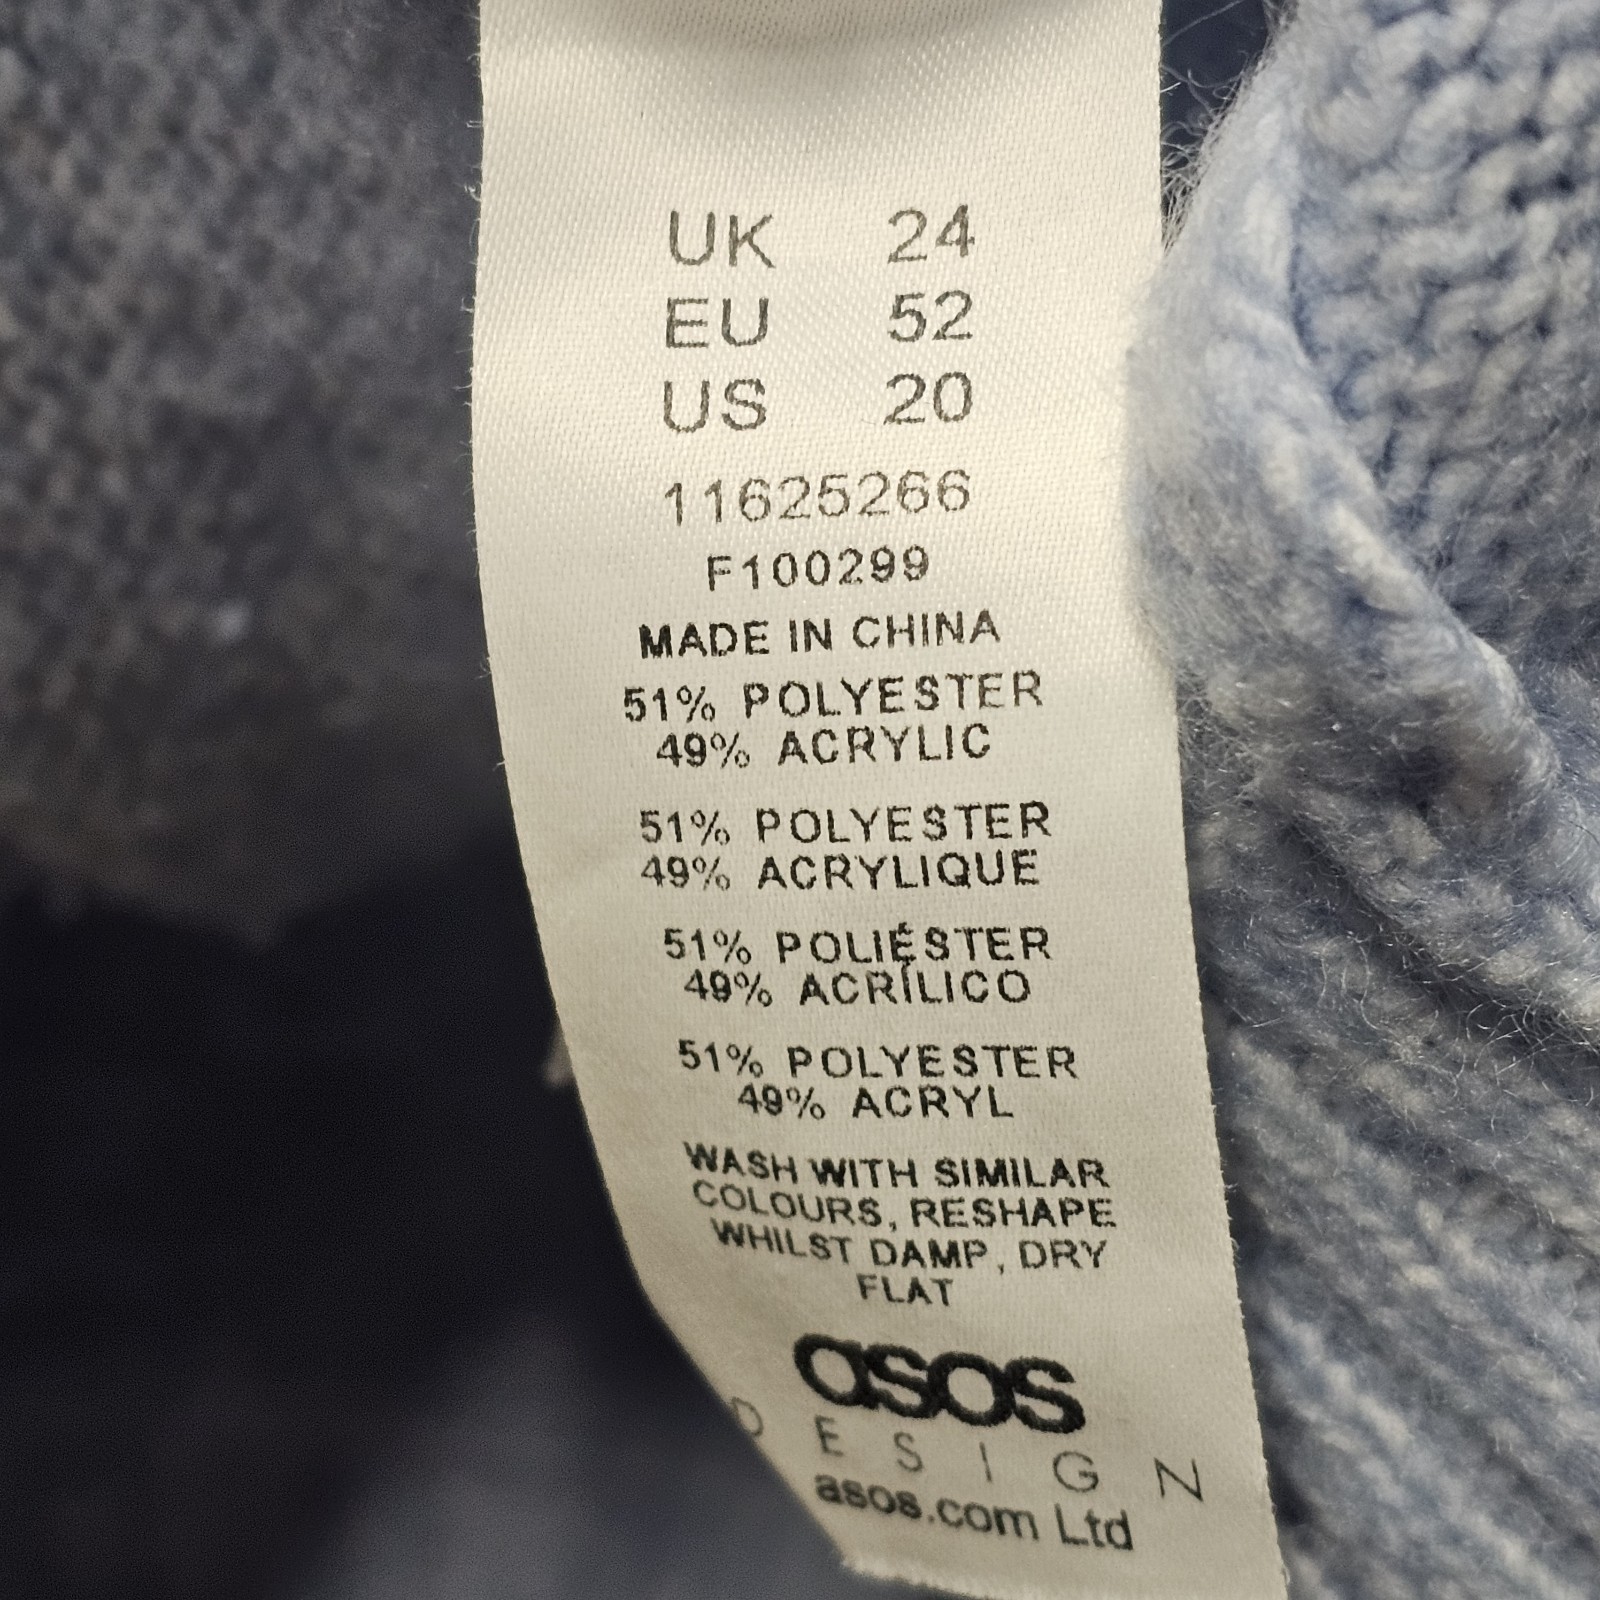 UK 24
EU 52
US 20
11625266
F100299
MADE IN CHINA
51% POLYESTER
49% ACRYLIC
51% POLYESTER
49% ACRYLIQUE
51% POLIÉSTER
49% ACRÍLICO
51% POLYESTER
49% ACRYL
WASH WITH SIMILAR
COLOURS, RESHAPE
WHILST DAMP, DRY
FLAT
asos
DESIGN
asos.com Ltd